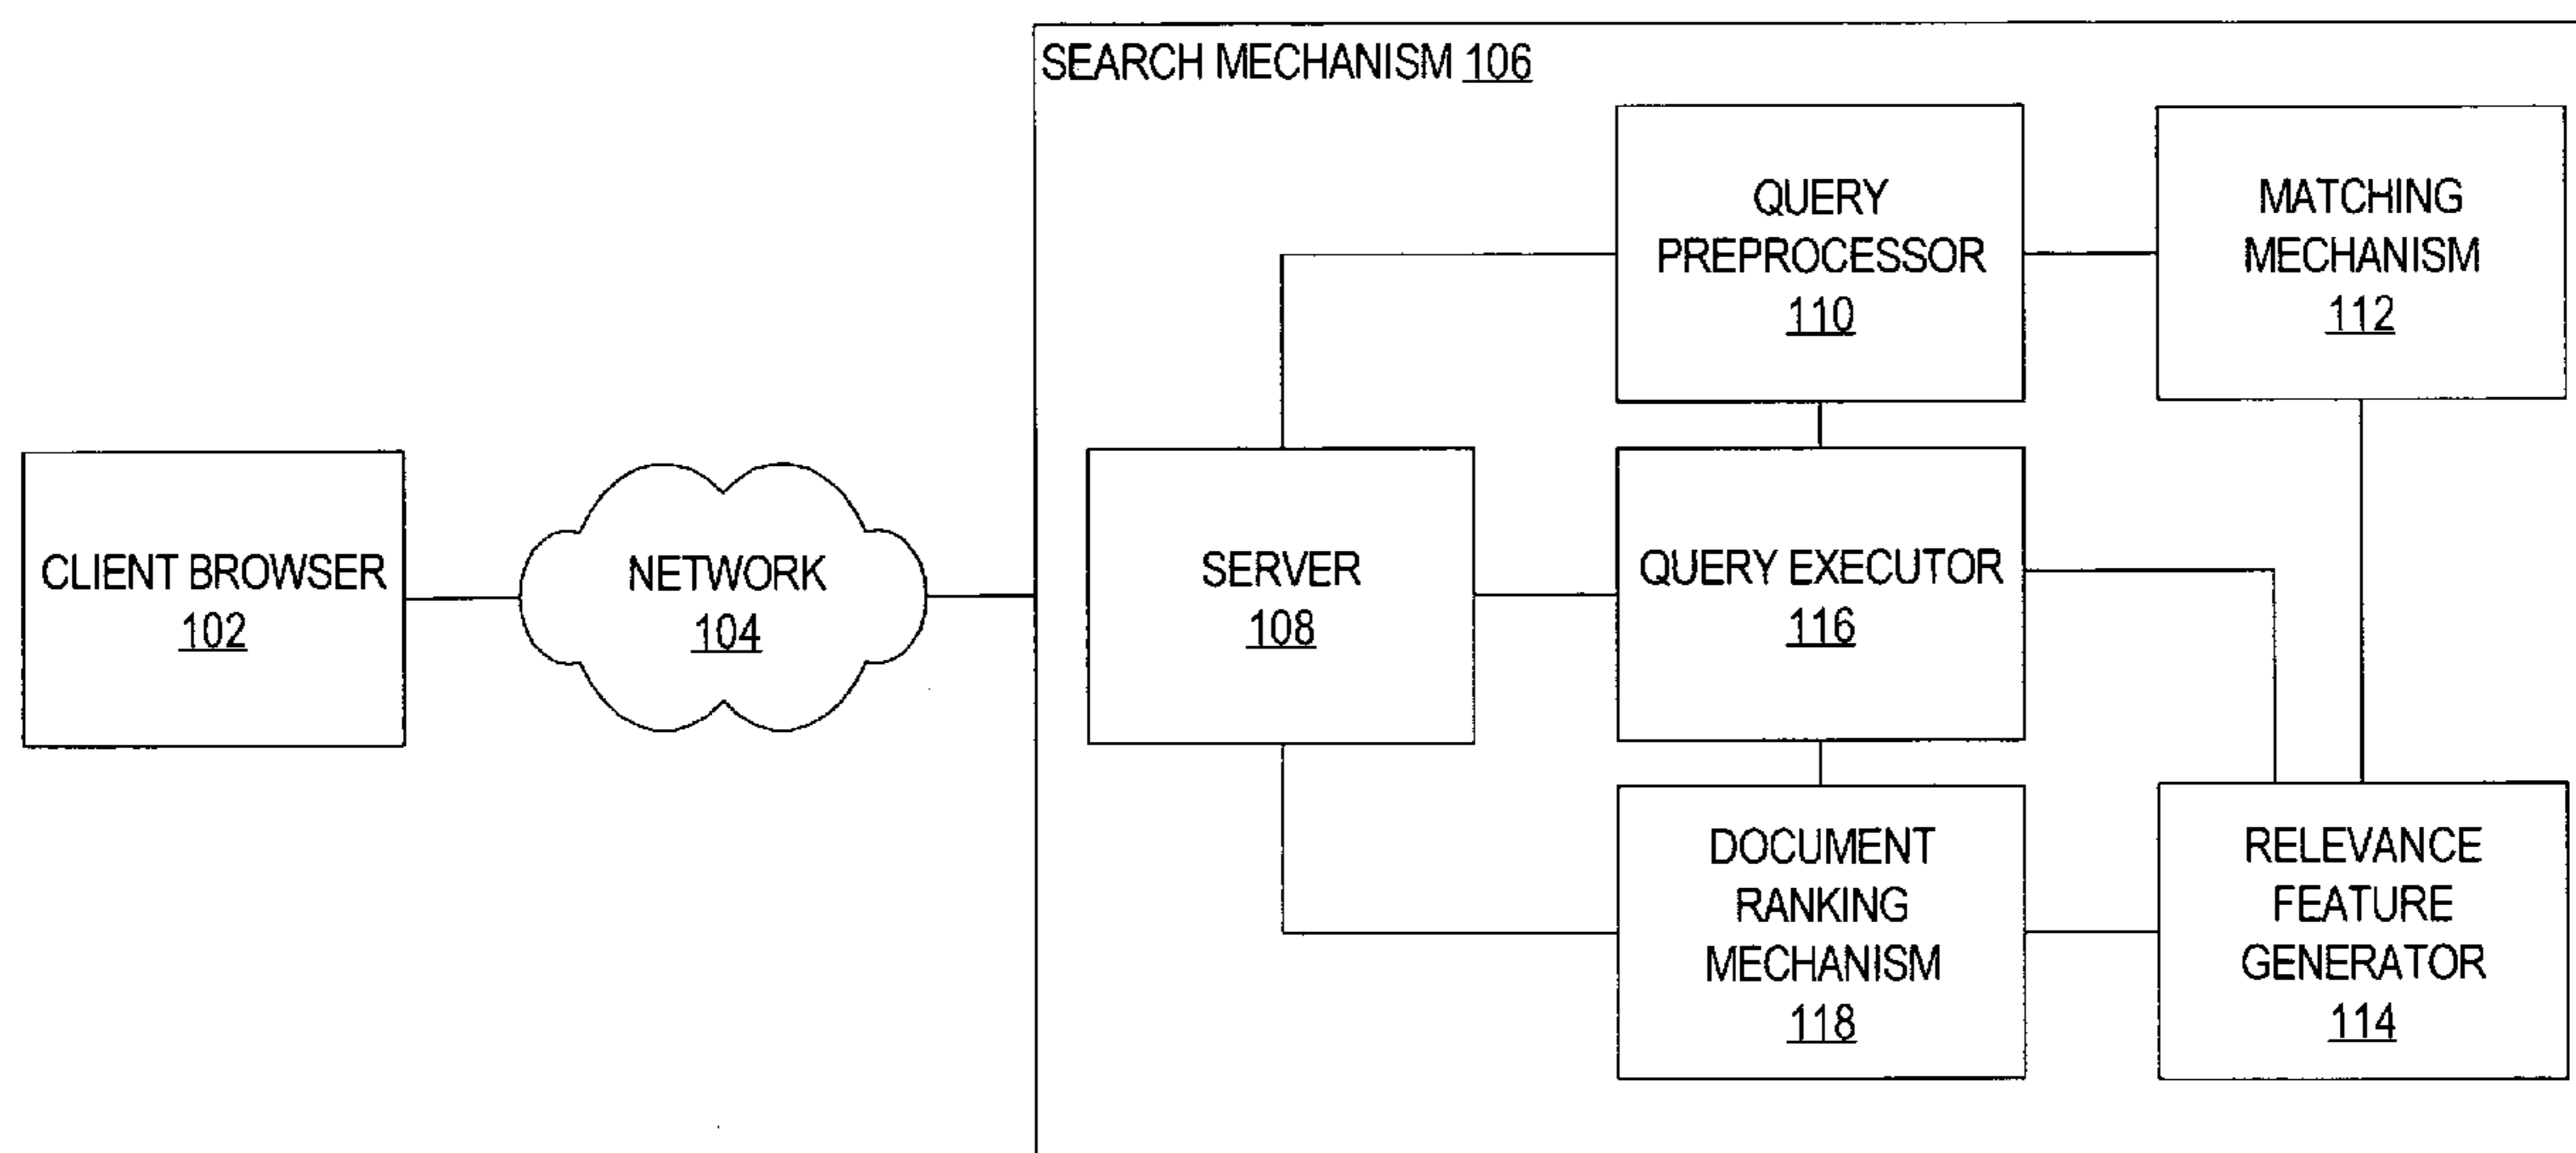 SEARCH MECHANISM 106
QUERY
PREPROCESSOR
110
MATCHING
MECHANISM
112
CLIENT BROWSER
102
NETWORK
104
SERVER
108
QUERY EXECUTOR
116
DOCUMENT
RANKING
MECHANISM
118
RELEVANCE
FEATURE
GENERATOR
114